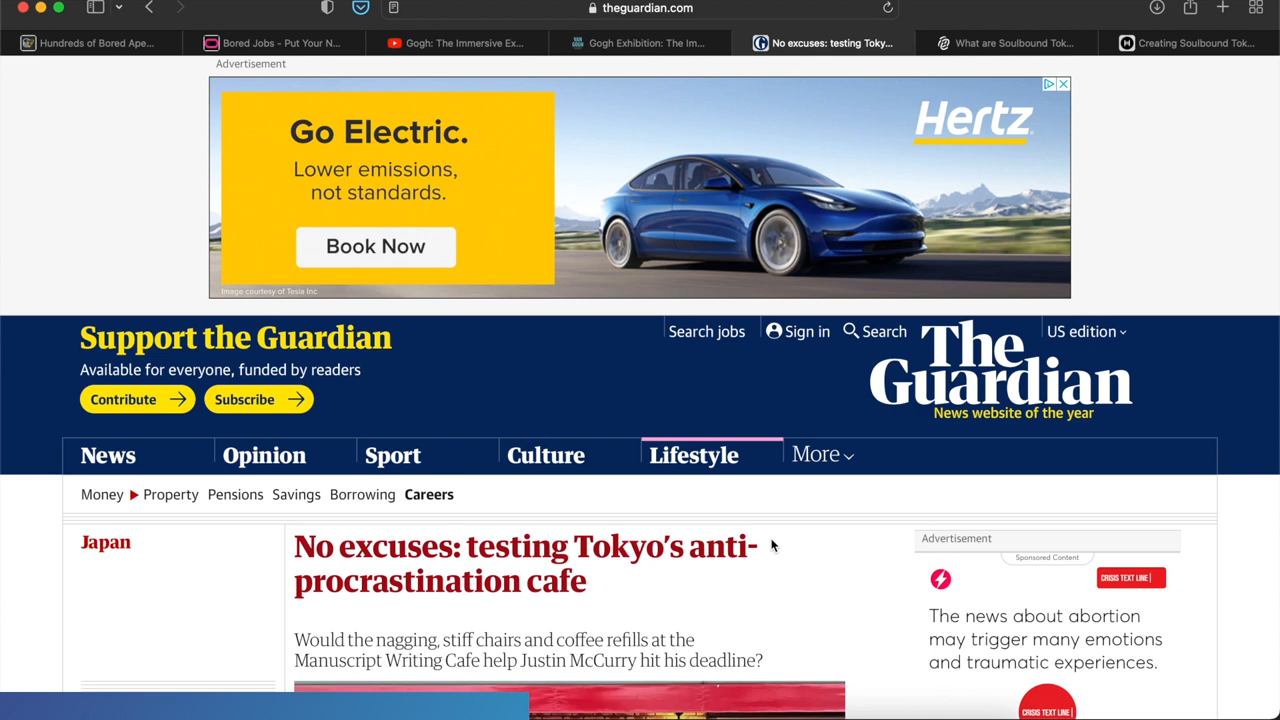 theguardian.com
Hundreds of Bored Ape...
Bored Jobs - Put Your N...
Gogh: The Immersive Ex...
Gogh Exhibition: The Im...
No excuses: testing Toky...
What are Soulbound Tok...
Creating Soulbound Tok...
Advertisement
Go Electric.
Lower emissions,
not standards.
Book Now
Hertz
Image courtesy of Tesla Inc
Support the Guardian
Available for everyone, funded by readers
Contribute
Subscribe
Search jobs
Sign in
Search
US edition
The
Guardian
News website of the year
News
Opinion
Sport
Culture
Lifestyle
More
Money
Property
Pensions
Savings
Borrowing
Careers
Japan
No excuses: testing Tokyo's anti-
procrastination cafe
Would the nagging, stiff chairs and coffee refills at the
Manuscript Writing Cafe help Justin McCurry hit his deadline?
Advertisement
Sponsored Content
CRISIS TEXT LINE |
The news about abortion
may trigger many emotions
and traumatic experiences.
CRISIS TEXT LINE |